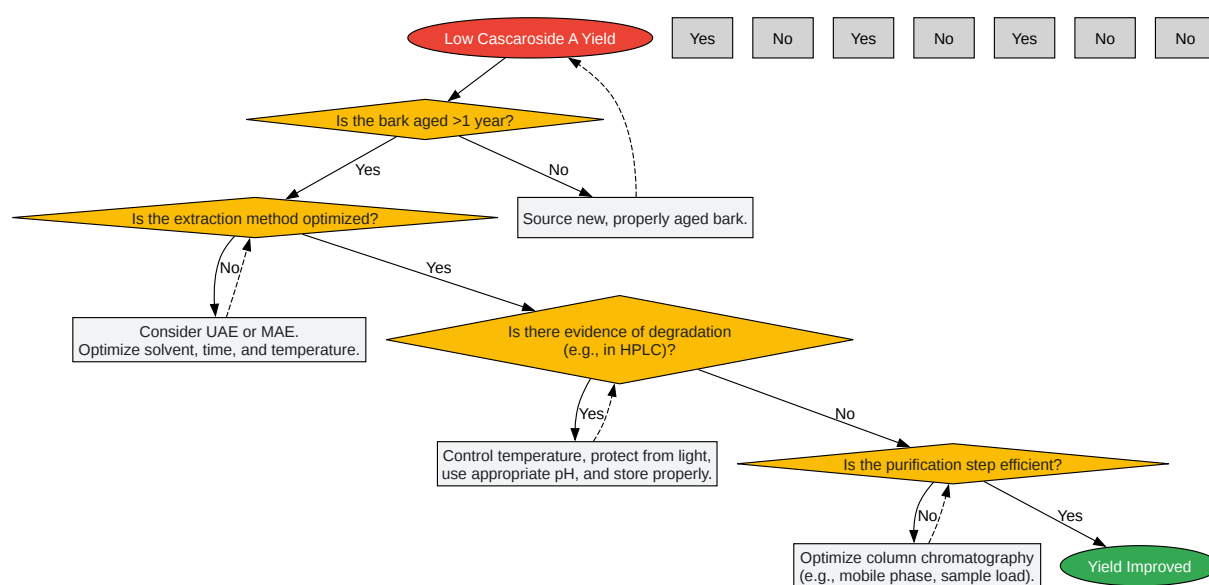 Low Cascaroside A Yield
Yes
No
Yes
No
Yes
No
No
Is the bark aged >1 year?
Yes
No
Is the extraction method optimized?
Source new, properly aged bark.
No
Yes
Consider UAE or MAE.
Optimize solvent, time, and temperature.
Is there evidence of degradation
(e.g., in HPLC)?
Yes
No
Control temperature, protect from light,
use appropriate pH, and store properly.
Is the purification step efficient?
No
Yes
Optimize column chromatography
(e.g., mobile phase, sample load).
Yield Improved